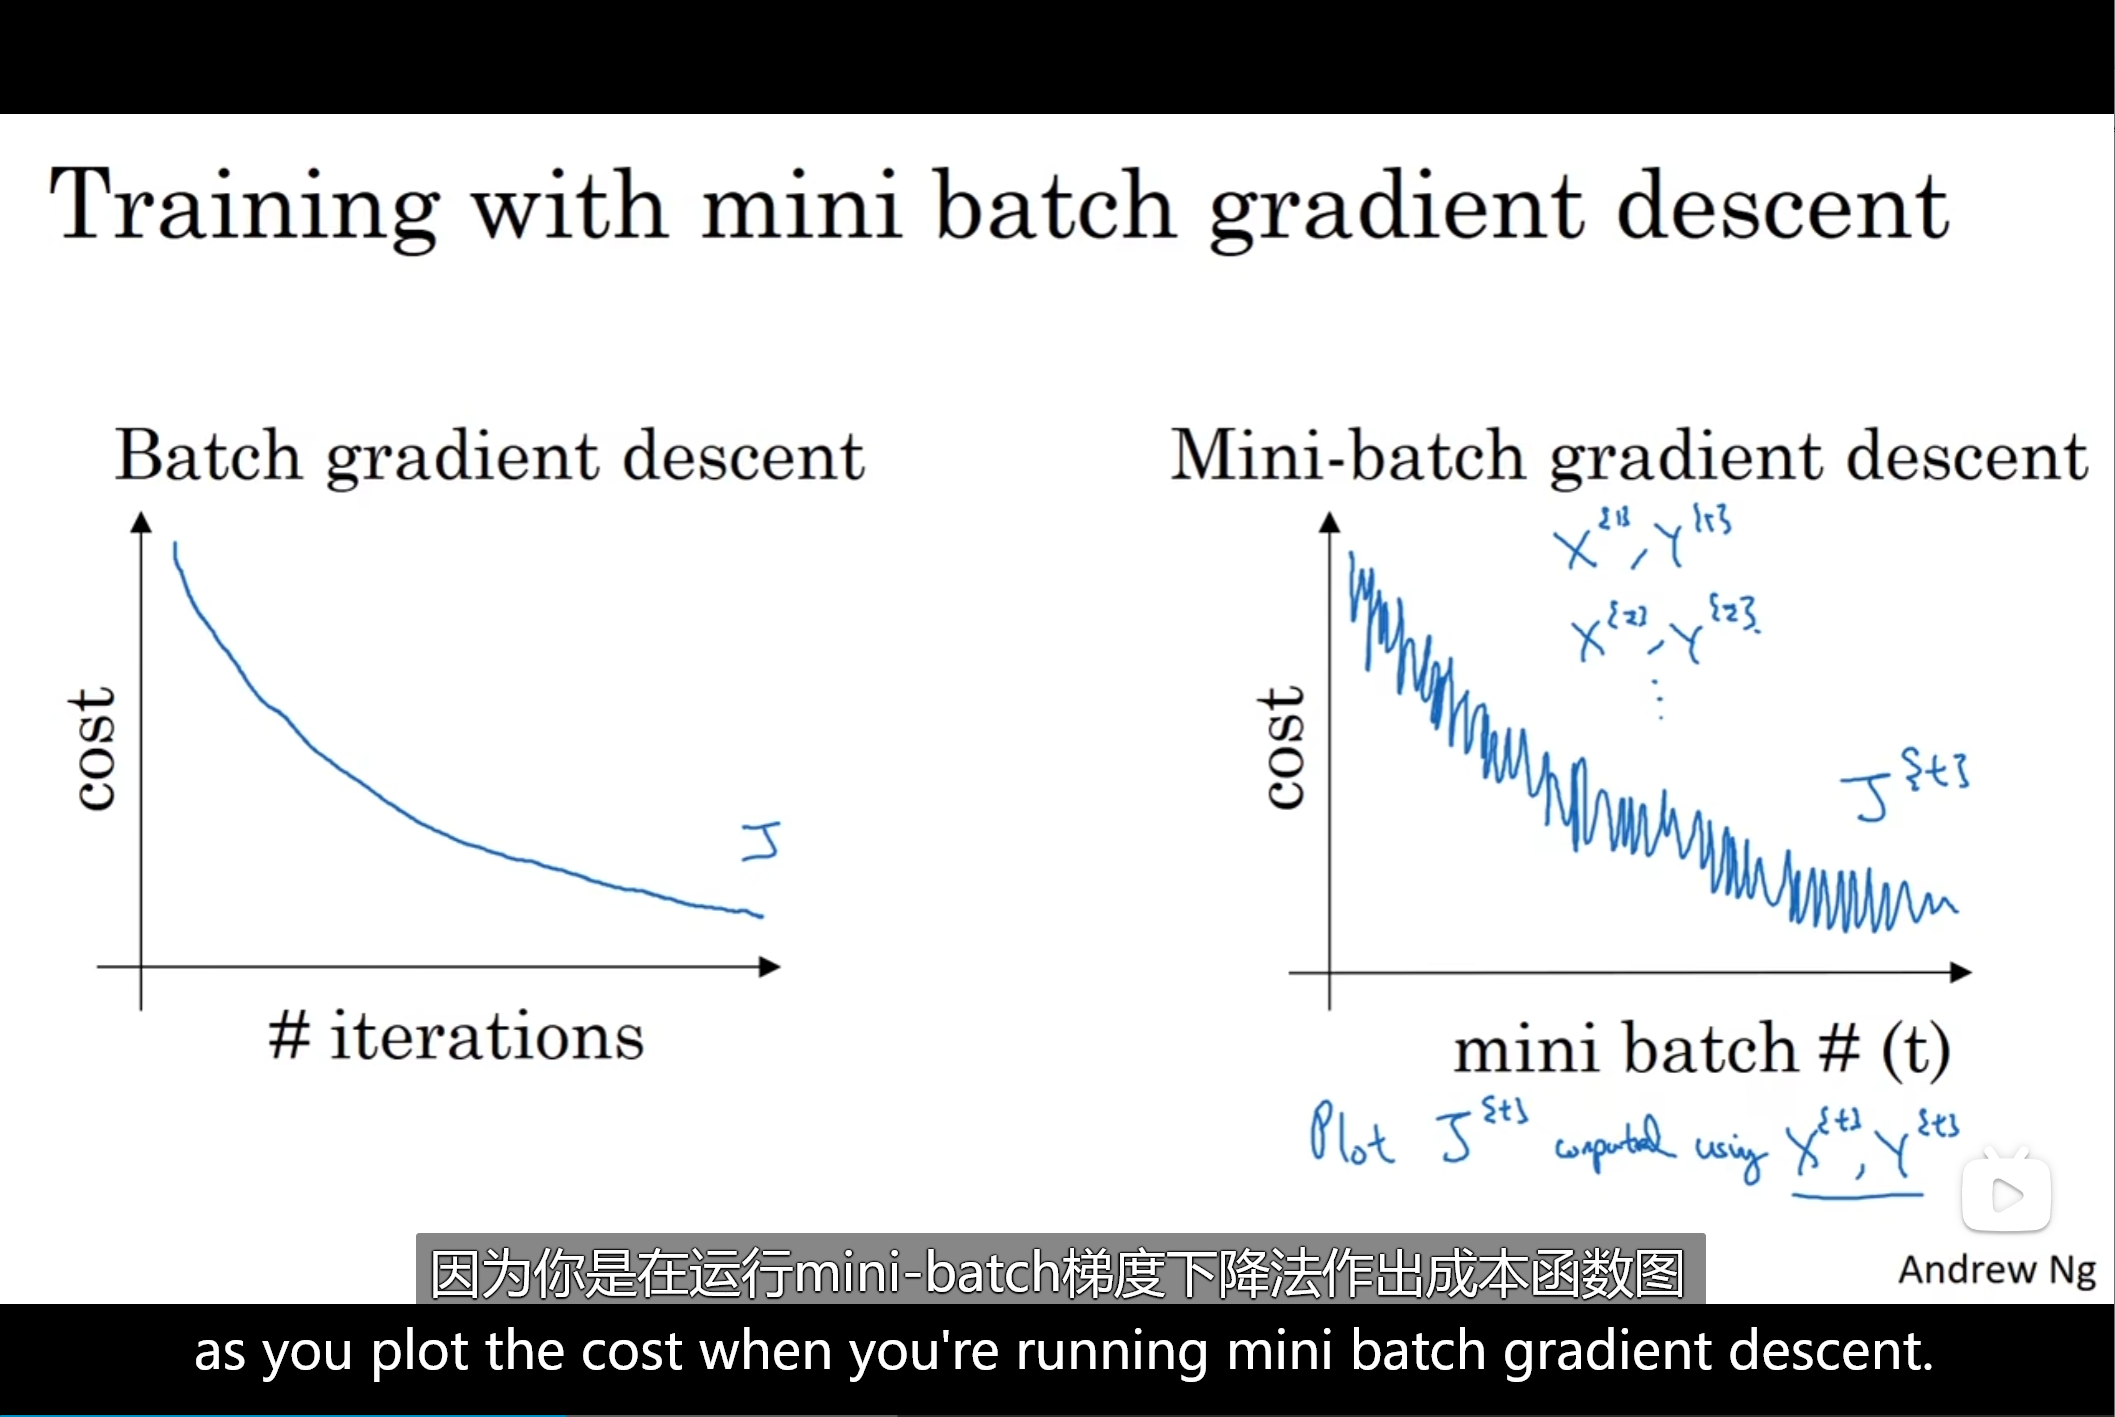 Training with mini batch gradient descent
Batch gradient descent
cost
J
# iterations
Mini-batch gradient descent
X^{1}, Y^{1}
X^{2}, Y^{2}.
⋮
cost
J^{t}
mini batch # (t)
Plot J^{t} computed using X^{t}, Y^{t}
Andrew Ng
因为你是在运行mini-batch梯度下降法作出成本函数图
as you plot the cost when you're running mini batch gradient descent.